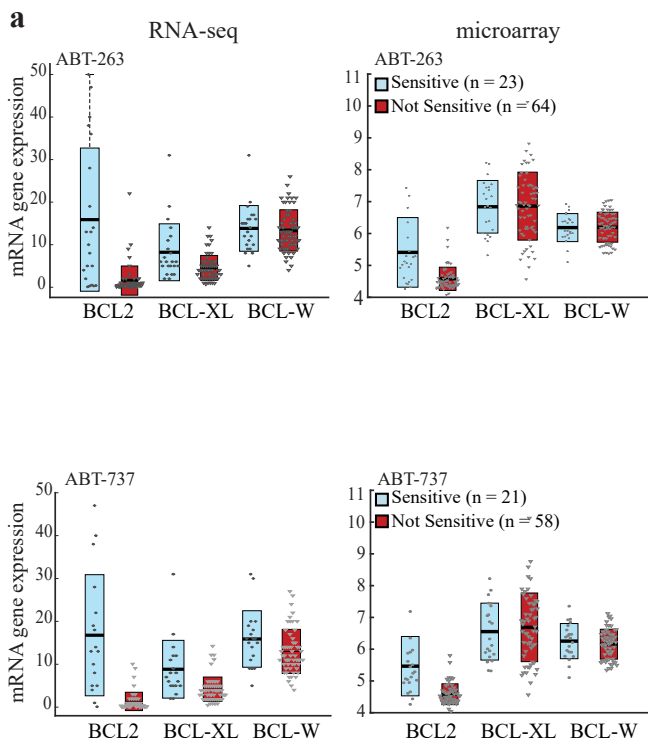 a
RNA-seq
microarray
ABT-263
mRNA gene expression
50
40
30
20
10
0
BCL2 BCL-XL BCL-W
ABT-263
Sensitive (n = 23)
Not Sensitive (n = 64)
11
10
9
8
7
6
5
4
BCL2 BCL-XL BCL-W
ABT-737
mRNA gene expression
50
40
30
20
10
0
BCL2 BCL-XL BCL-W
ABT-737
Sensitive (n = 21)
Not Sensitive (n = 58)
11
10
9
8
7
6
5
4
BCL2 BCL-XL BCL-W